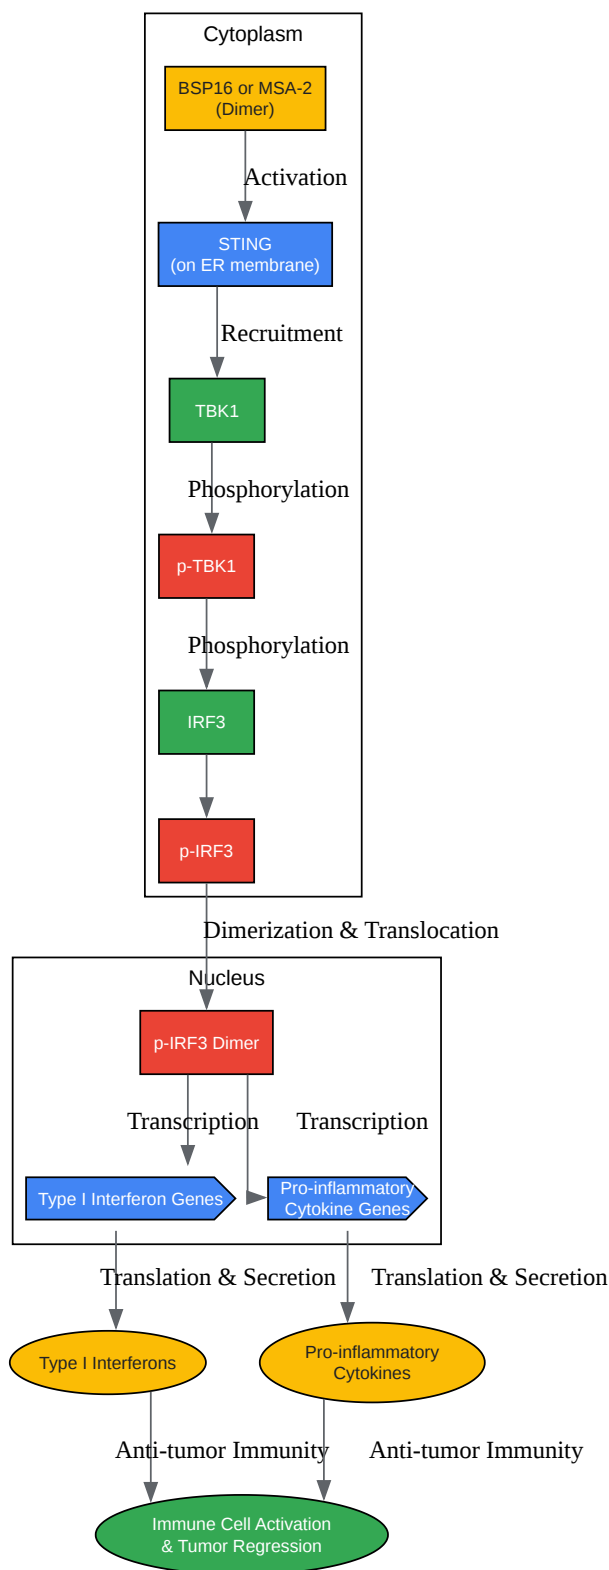 Cytoplasm
BSP16 or MSA-2
(Dimer)
Activation
STING
(on ER membrane)
Recruitment
TBK1
Phosphorylation
p-TBK1
Phosphorylation
IRF3
p-IRF3
Dimerization & Translocation
Nucleus
p-IRF3 Dimer
Transcription
Transcription
Type I Interferon Genes
Pro-inflammatory
Cytokine Genes
Translation & Secretion
Translation & Secretion
Type I Interferons
Pro-inflammatory
Cytokines
Anti-tumor Immunity
Anti-tumor Immunity
Immune Cell Activation
& Tumor Regression